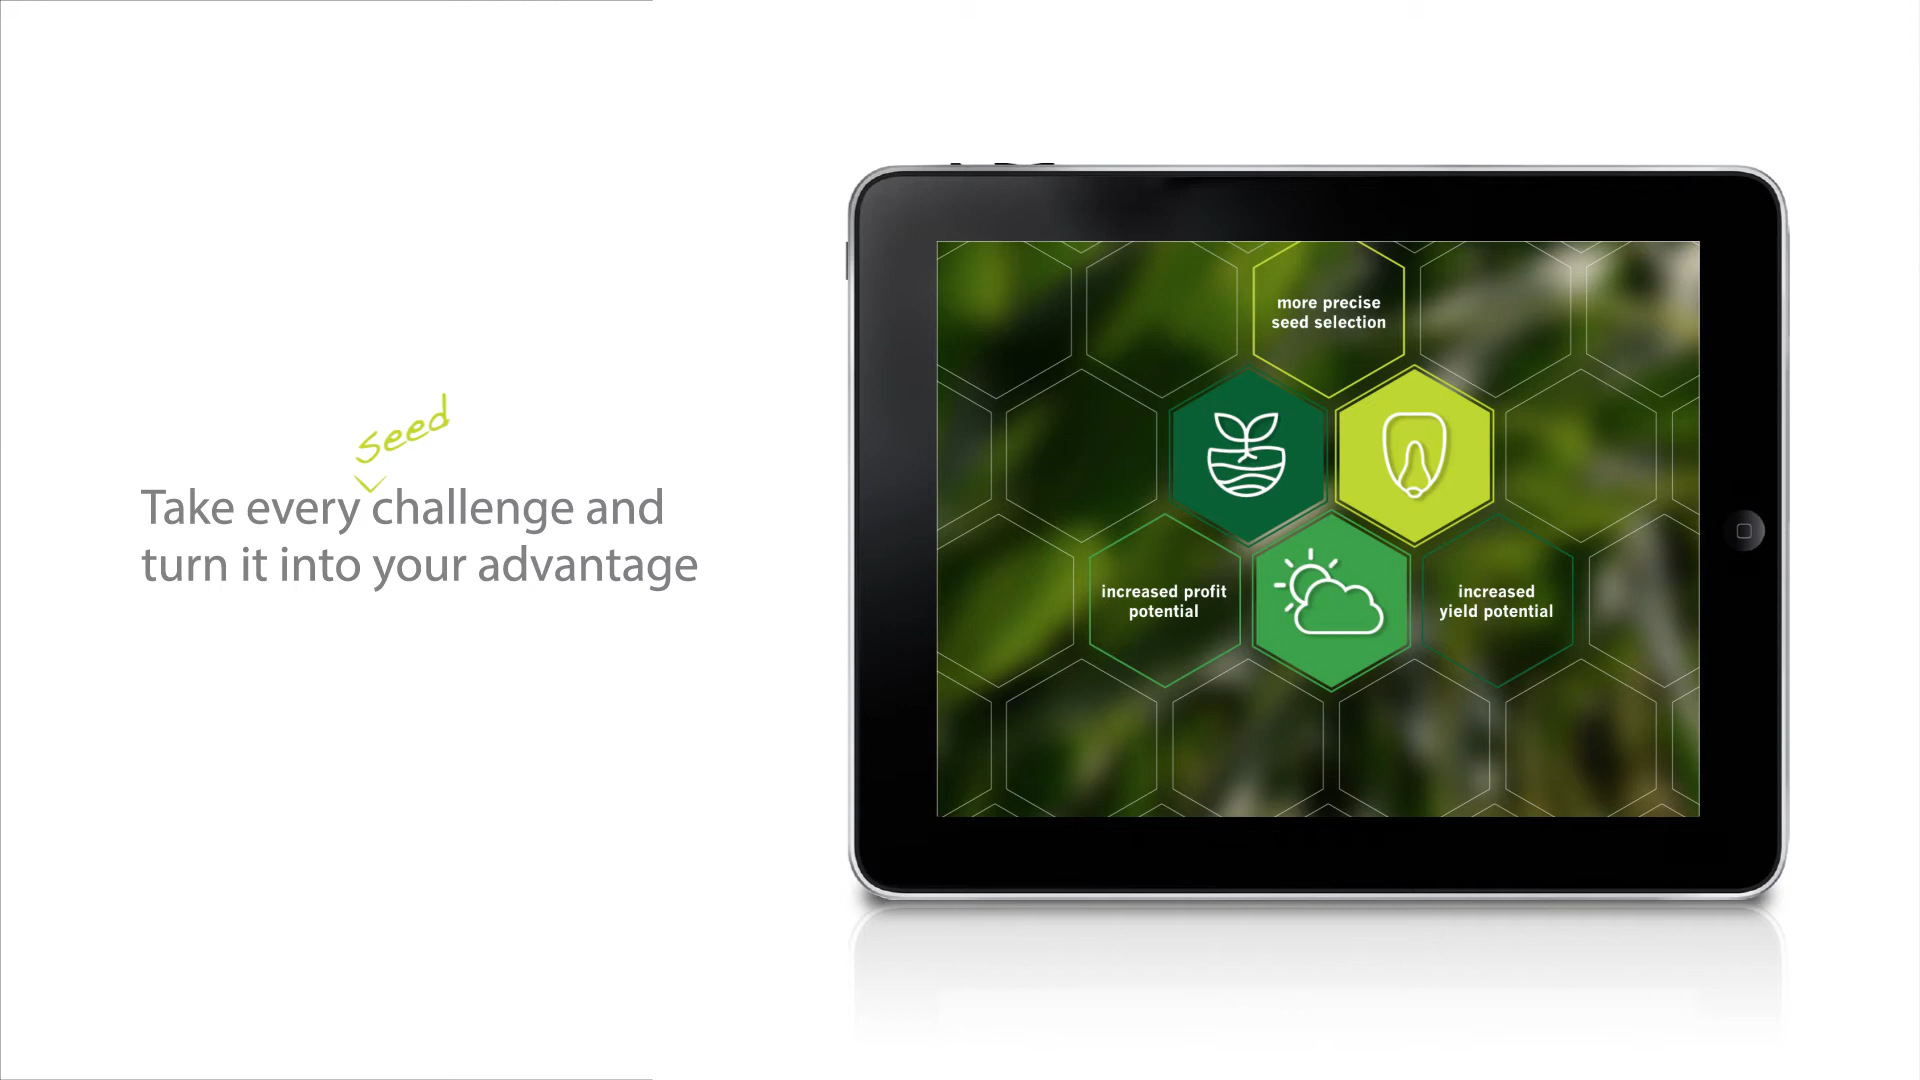 seed
Take every challenge and
turn it into your advantage
more precise
seed selection
increased profit
potential
increased
yield potential